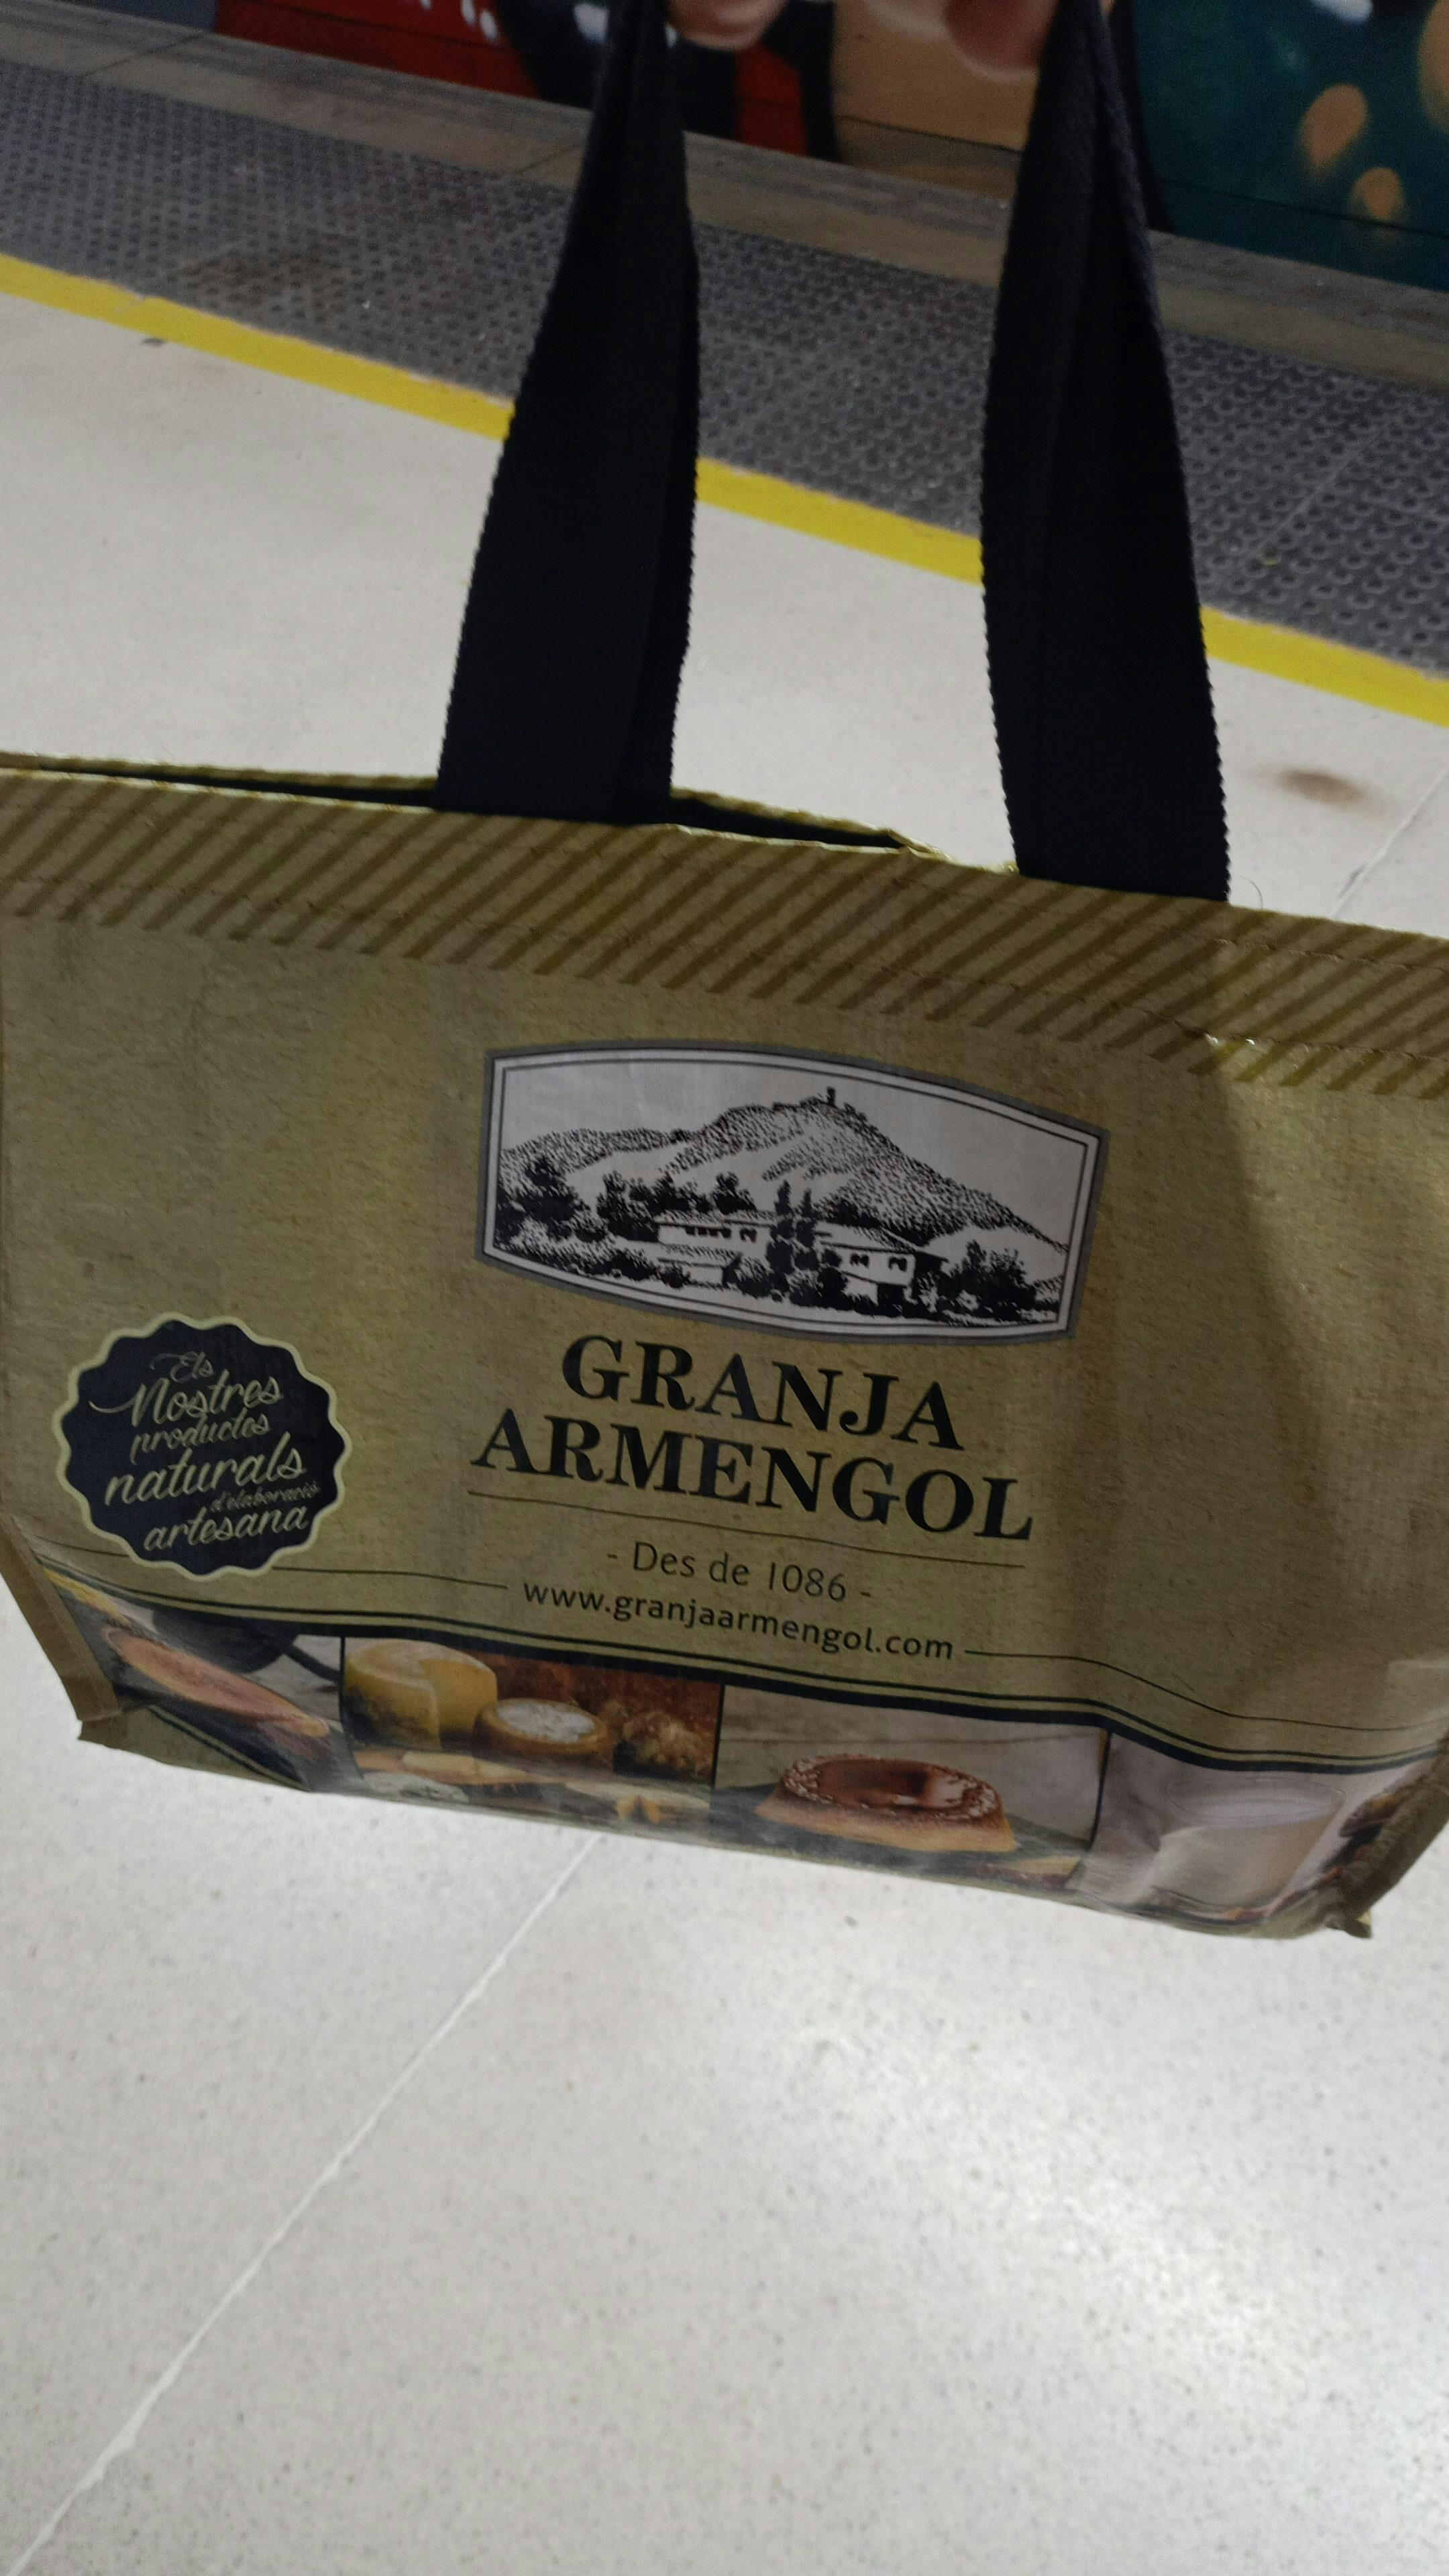 GRANJA
ARMENGOL
- Des de 1086 -
www.granjaarmengol.com
Els
Nostres
productes
naturals
d'elaboració
artesana